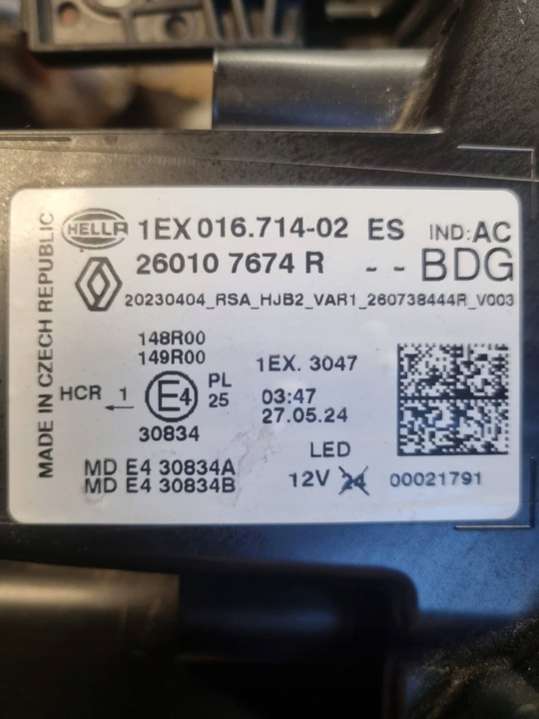 MADE IN CZECH REPUBLIC
HELLA 1EX 016.714-02 ES IND:AC
260107674R -- BDG
20230404_RSA_HJB2_VAR1_260738444R_V003
148R00
149R00
1EX. 3047
HCR 1 ← E4 PL 25
03:47
27.05.24
30834
LED
MD E4 30834A
MD E4 30834B
12V 24 00021791